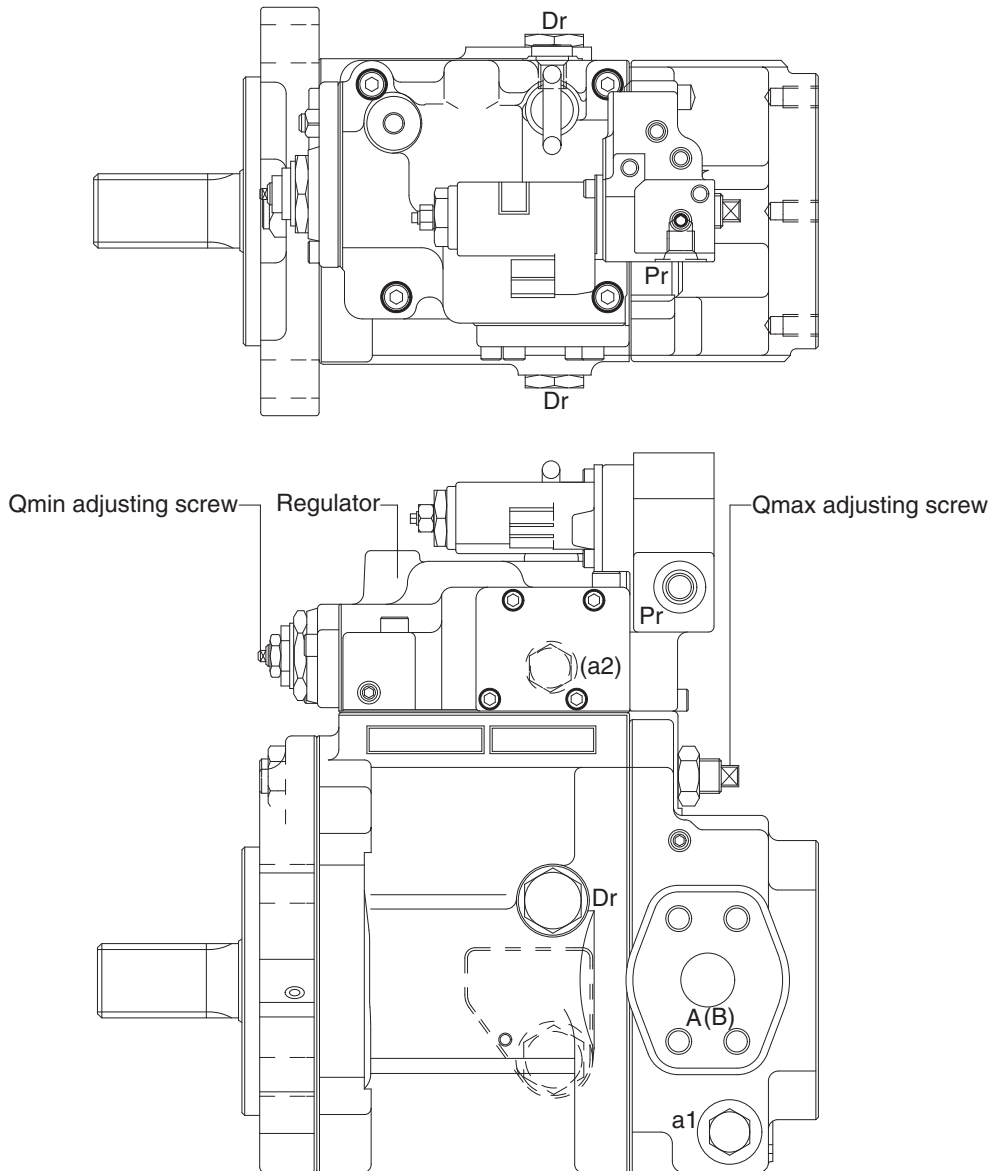 Dr
Pr
Dr
Qmin adjusting screw
Regulator
Qmax adjusting screw
Pr
(a2)
Dr
A(B)
a1